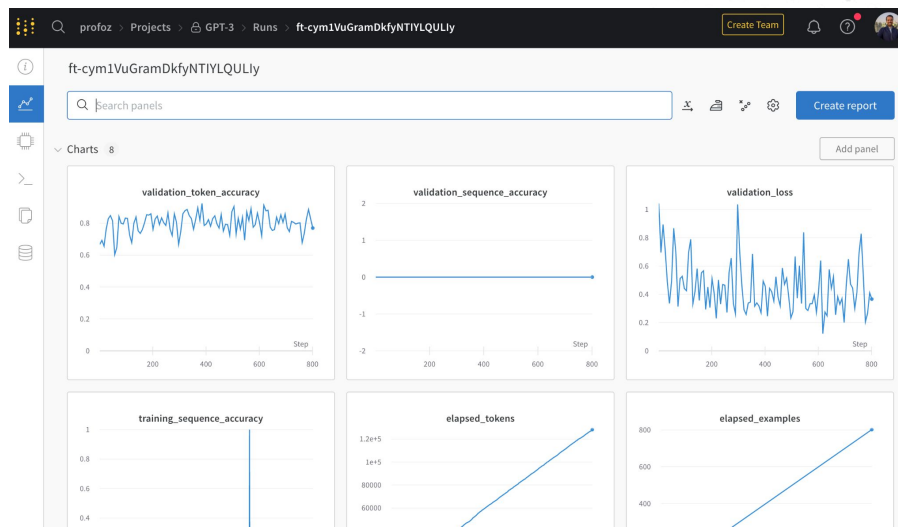 profoz > Projects > GPT-3 > Runs > ft-cym1VuGramDkfyNTIYLQULIy
Create Team
ft-cym1VuGramDkfyNTIYLQULIy
Search panels
Create report
Charts 8
Add panel
validation_token_accuracy
0.8
0.6
0.4
0.2
0
Step
200 400 600 800
validation_sequence_accuracy
2
1
0
-1
-2
Step
200 400 600 800
validation_loss
1
0.8
0.6
0.4
0.2
0
Step
200 400 600 800
training_sequence_accuracy
1
0.8
0.6
0.4
elapsed_tokens
1.2e+5
1e+5
80000
60000
elapsed_examples
800
600
400